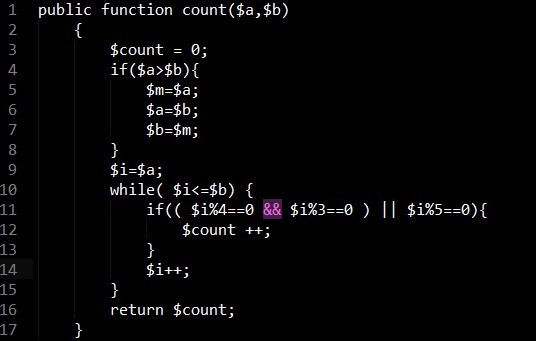 1 public function count($a,$b)
2 {
3 $count = 0;
4 if($a>$b){
5 $m=$a;
6 $a=$b;
7 $b=$m;
8 }
9 $i=$a;
10 while( $i<=$b) {
11 if(( $i%4==0 && $i%3==0 ) || $i%5==0){
12 $count ++;
13 }
14 $i++;
15 }
16 return $count;
17 }